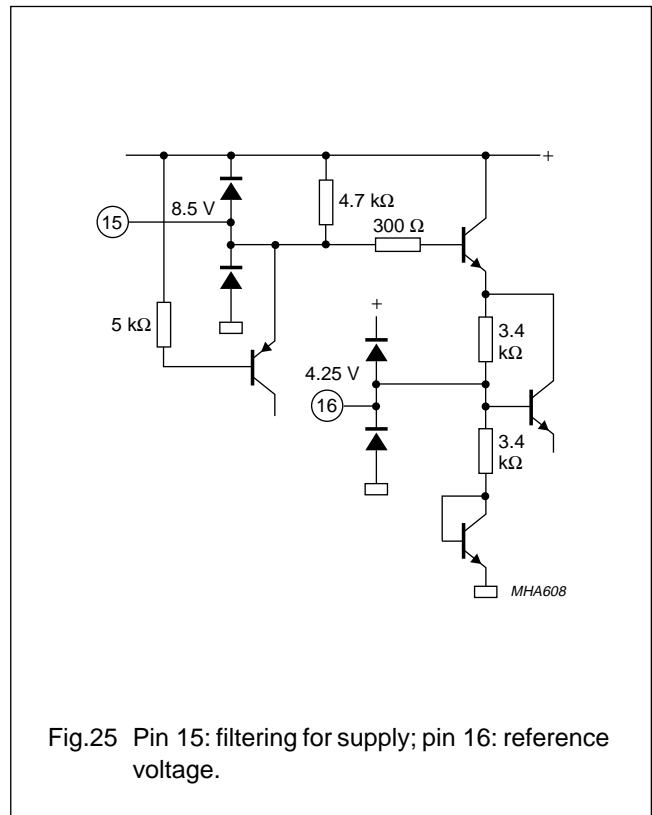 +
8.5 V
4.7 kΩ
15
300 Ω
+
5 kΩ
3.4
kΩ
4.25 V
16
3.4
kΩ
MHA608
Fig.25 Pin 15: filtering for supply; pin 16: reference
voltage.